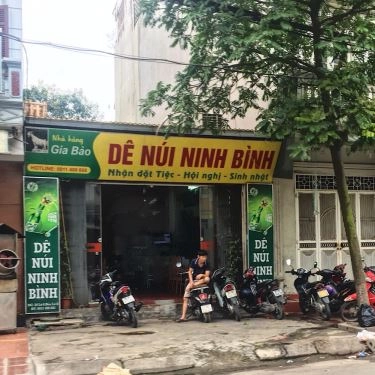 Nhà hàng
Gia Bảo
DÊ NÚI NINH BÌNH
Nhận đặt Tiệc - Hội nghị - Sinh nhật
DÊ
NÚI
NINH
BÌNH
DÊ
NÚI
NINH
BÌNH